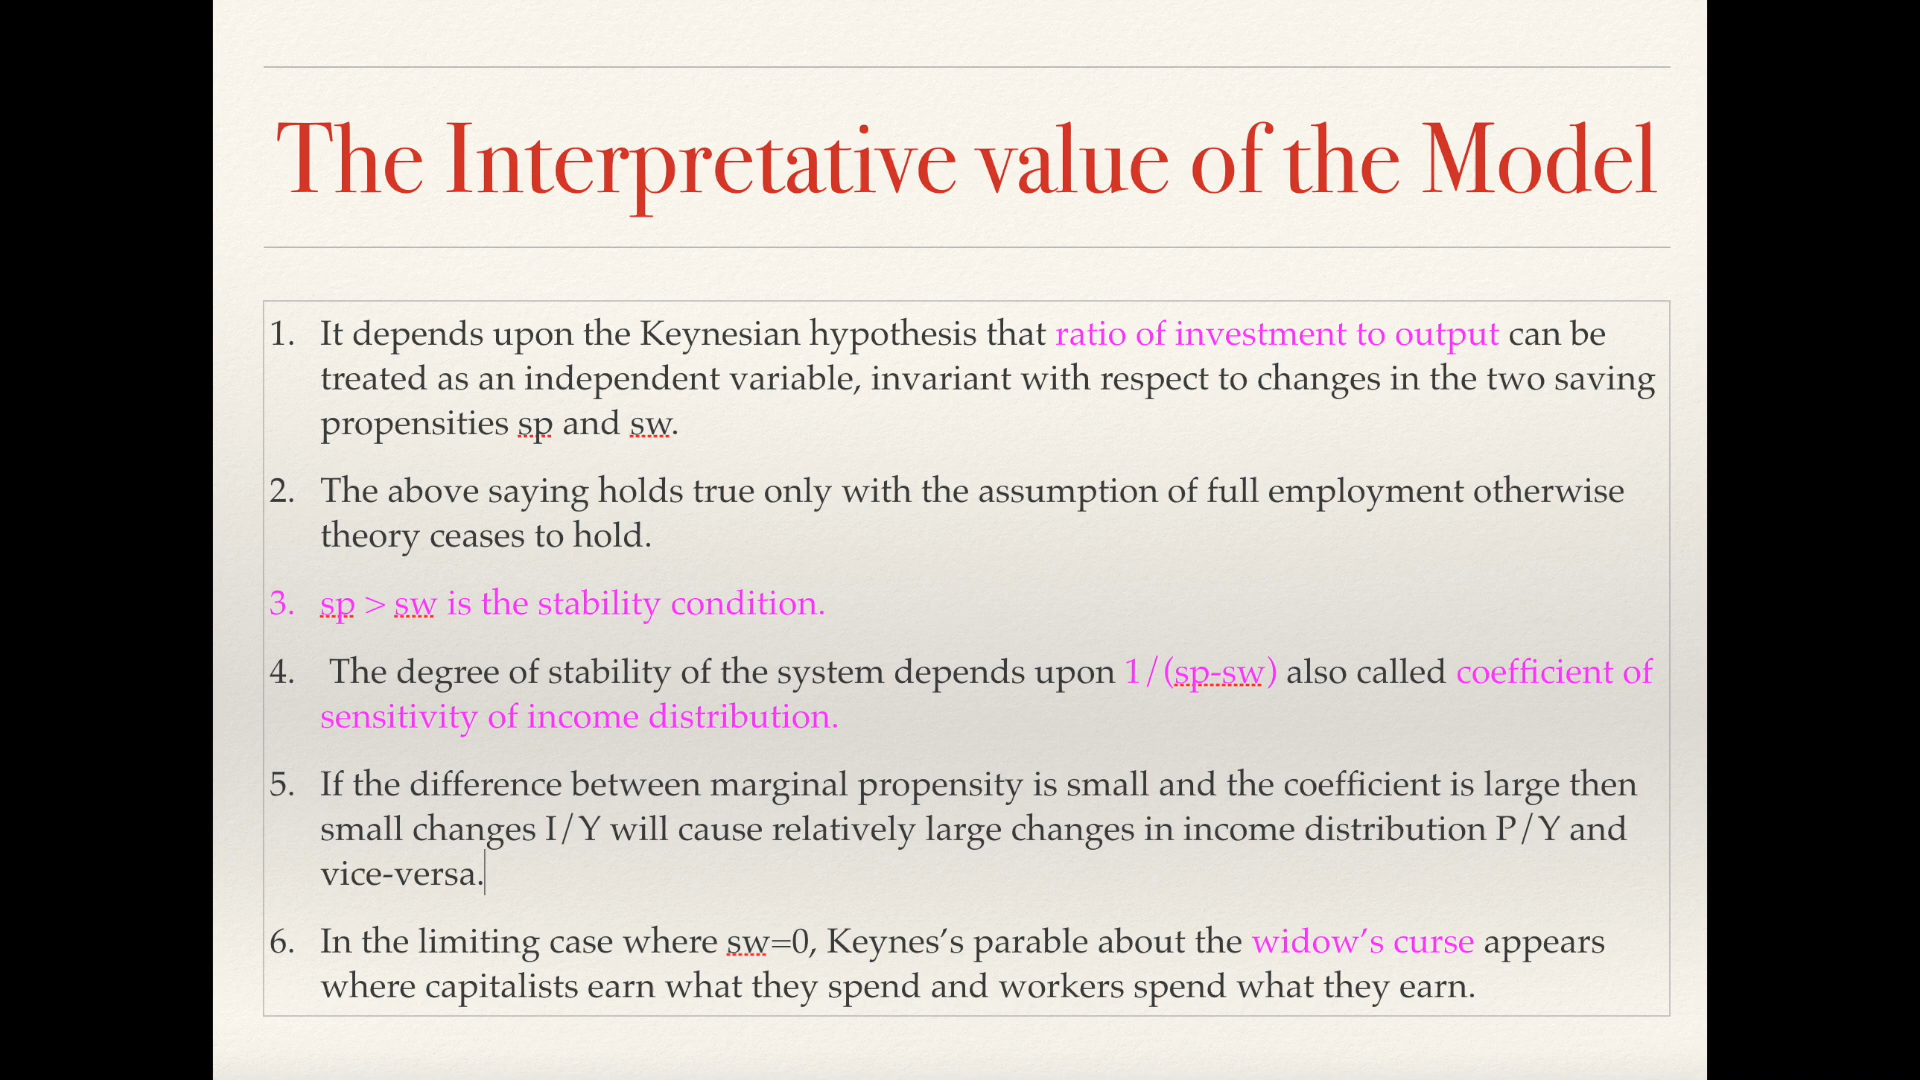 The Interpretative value of the Model
1. It depends upon the Keynesian hypothesis that ratio of investment to output can be
treated as an independent variable, invariant with respect to changes in the two saving
propensities sp and sw.
2. The above saying holds true only with the assumption of full employment otherwise
theory ceases to hold.
3. sp > sw is the stability condition.
4. The degree of stability of the system depends upon 1/(sp-sw) also called coefficient of
sensitivity of income distribution.
5. If the difference between marginal propensity is small and the coefficient is large then
small changes I/Y will cause relatively large changes in income distribution P/Y and
vice-versa.
6. In the limiting case where sw=0, Keynes’s parable about the widow’s curse appears
where capitalists earn what they spend and workers spend what they earn.